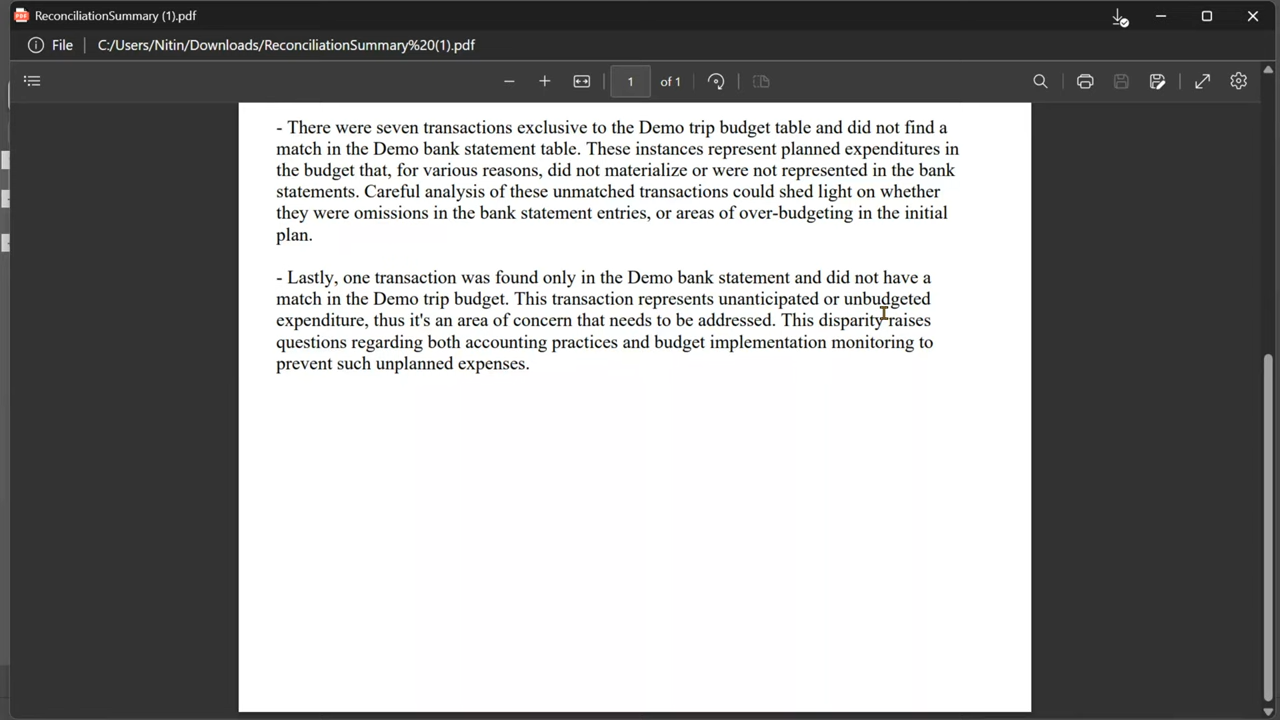 ReconciliationSummary (1).pdf
File C:/Users/Nitin/Downloads/ReconciliationSummary%20(1).pdf
1 of 1
- There were seven transactions exclusive to the Demo trip budget table and did not find a
match in the Demo bank statement table. These instances represent planned expenditures in
the budget that, for various reasons, did not materialize or were not represented in the bank
statements. Careful analysis of these unmatched transactions could shed light on whether
they were omissions in the bank statement entries, or areas of over-budgeting in the initial
plan.
- Lastly, one transaction was found only in the Demo bank statement and did not have a
match in the Demo trip budget. This transaction represents unanticipated or unbudgeted
expenditure, thus it's an area of concern that needs to be addressed. This disparity raises
questions regarding both accounting practices and budget implementation monitoring to
prevent such unplanned expenses.